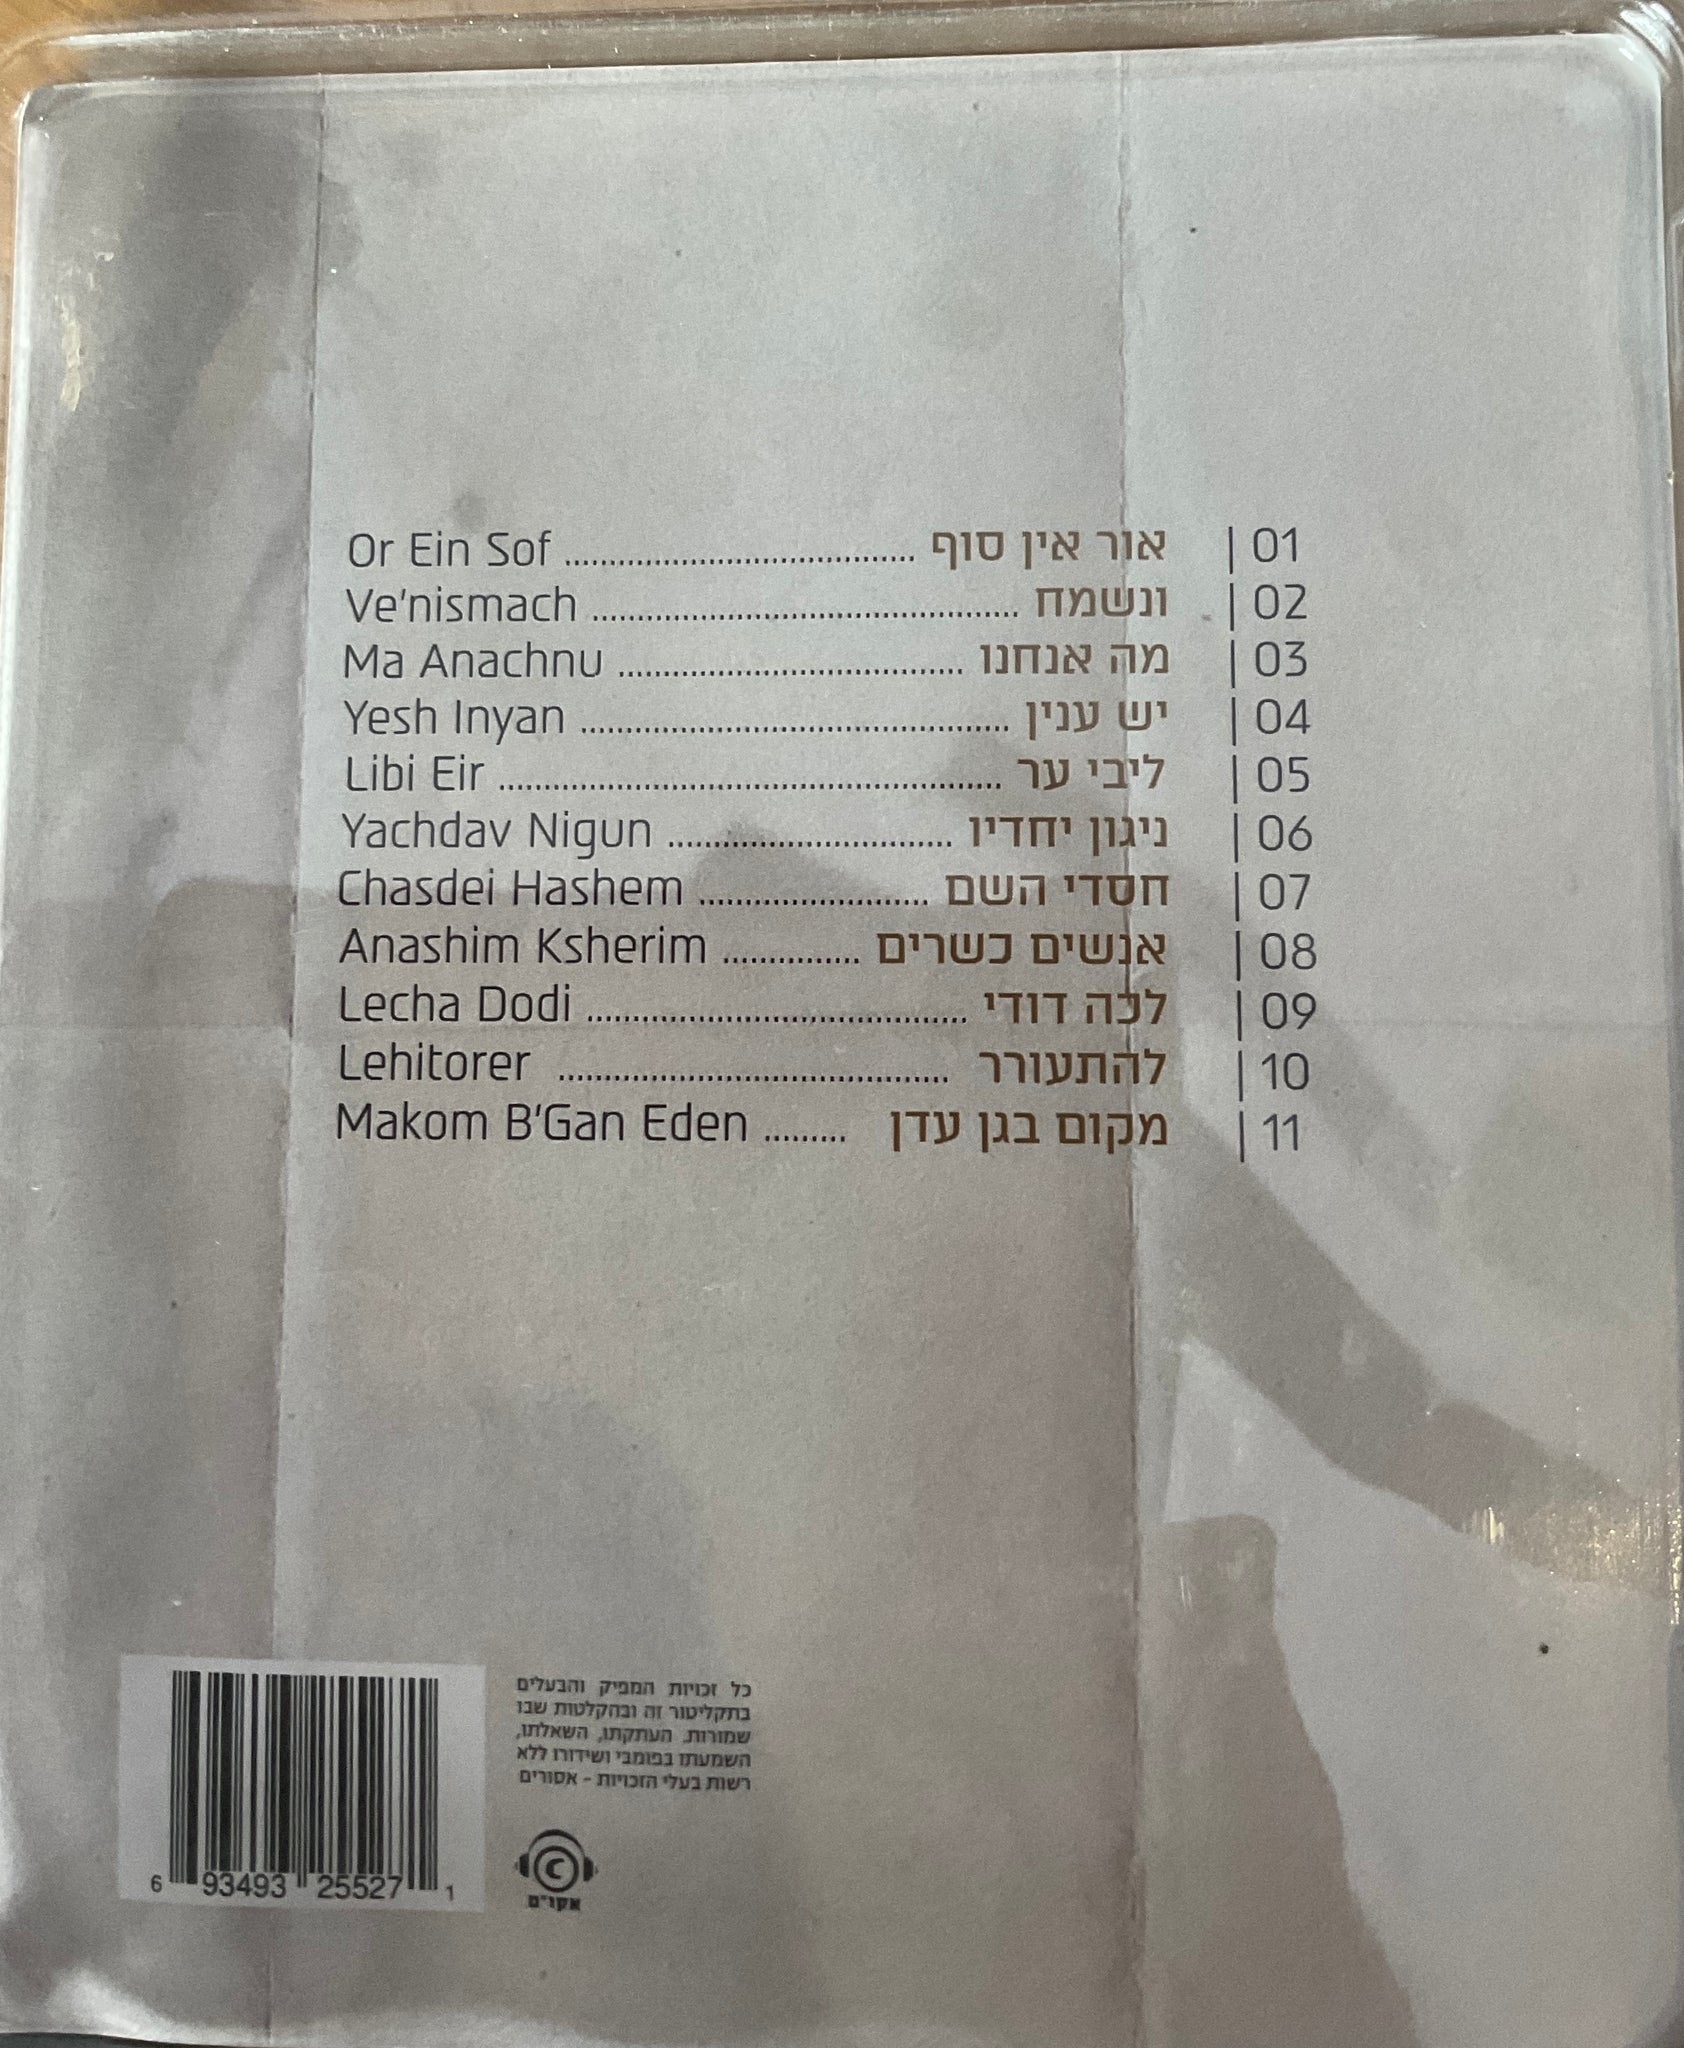 Or Ein Sof ........................................ אור אין סוף | 01
Ve'nismach ................................................ ונשמח | 02
Ma Anachnu ....................................... מה אנחנו | 03
Yesh Inyan ................................................ יש ענין | 04
Libi Eir ......................................................... ליבי ער | 05
Yachdav Nigun ................................ ניגון יחדיו | 06
Chasdei Hashem .......................... חסדי השם | 07
Anashim Ksherim ............... אנשים כשרים | 08
Lecha Dodi ........................................... לכה דודי | 09
Lehitorer ............................................ להתעורר | 10
Makom B'Gan Eden ......... מקום בגן עדן | 11
כל זכויות המפיק והבעלים
בתקליטור זה ובהקלטות שבו
שמורות. העתקתו, השאלתו,
השמעתו בפומבי ושידורו ללא
רשות בעלי הזכויות - אסורים
6 93493 25527 1
אקו"ם